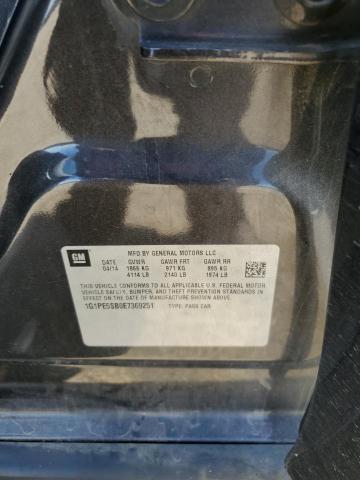 GM
MFD BY GENERAL MOTORS LLC
DATE GVWR GAWR FRT GAWR RR
04/14 1866 KG 971 KG 895 KG
4114 LB 2140 LB 1974 LB
THIS VEHICLE CONFORMS TO ALL APPLICABLE U.S. FEDERAL MOTOR
VEHICLE SAFETY, BUMPER, AND THEFT PREVENTION STANDARDS IN
EFFECT ON THE DATE OF MANUFACTURE SHOWN ABOVE.
1G1PE5SB0E7369251 TYPE: PASS CAR